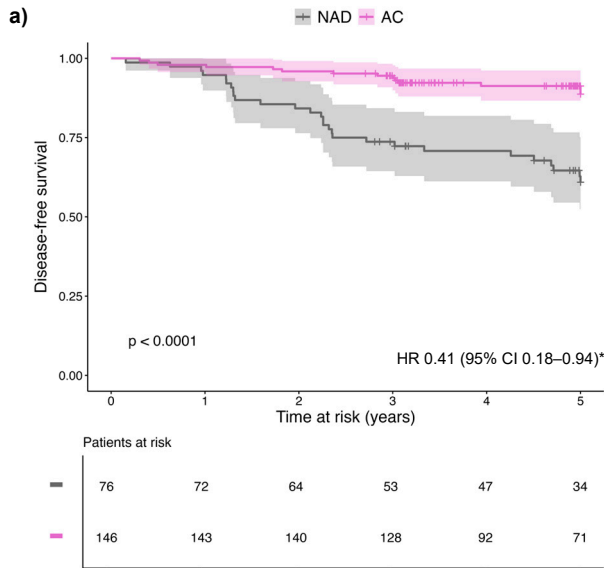 a)
NAD AC
1.00
0.75
0.50
0.25
0.00
Disease-free survival
p < 0.0001
HR 0.41 (95% CI 0.18–0.94)*
0 1 2 3 4 5
Time at risk (years)
Patients at risk
76 72 64 53 47 34
146 143 140 128 92 71